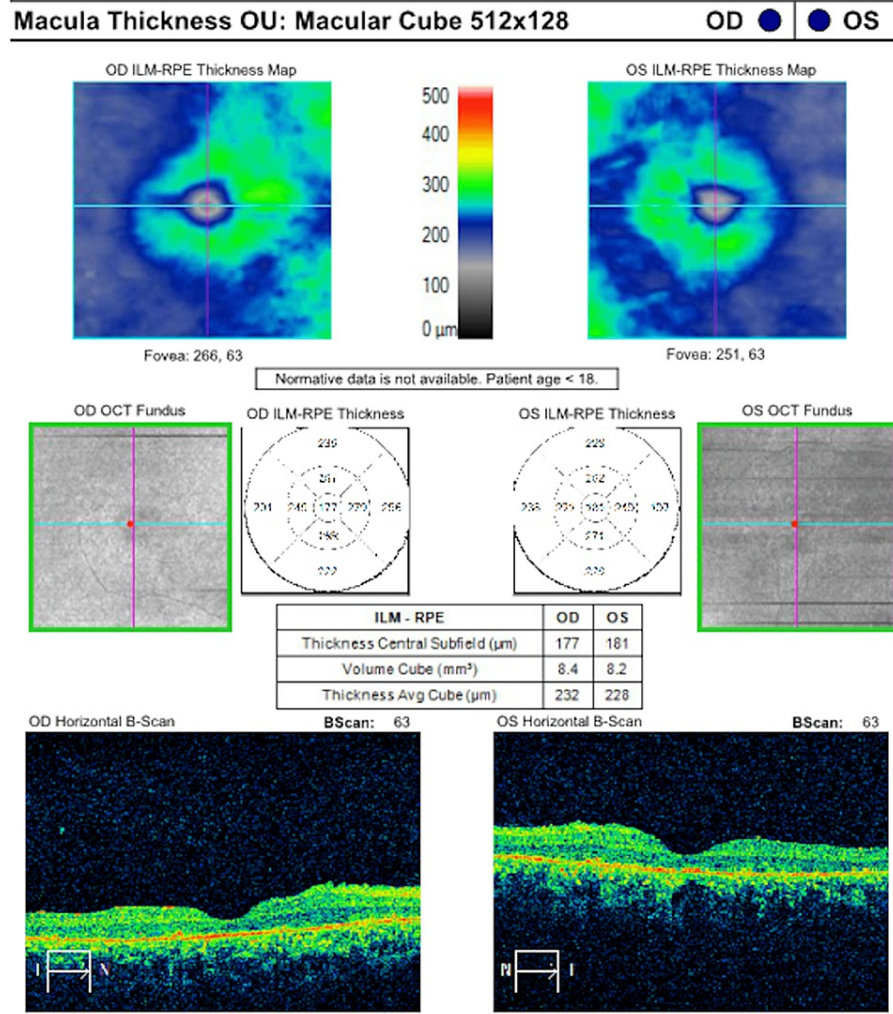 Macula Thickness OU: Macular Cube 512x128 OD OS
OD ILM-RPE Thickness Map OS ILM-RPE Thickness Map
500
400
300
200
100
0 µm
Fovea: 266, 63 Fovea: 251, 63
Normative data is not available. Patient age < 18.
OD OCT Fundus OD ILM-RPE Thickness OS ILM-RPE Thickness OS OCT Fundus
177 181
ILM - RPE OD OS
Thickness Central Subfield (µm) 177 181
Volume Cube (mm³) 8.4 8.2
Thickness Avg Cube (µm) 232 228
OD Horizontal B-Scan BScan: 63 OS Horizontal B-Scan BScan: 63
N N